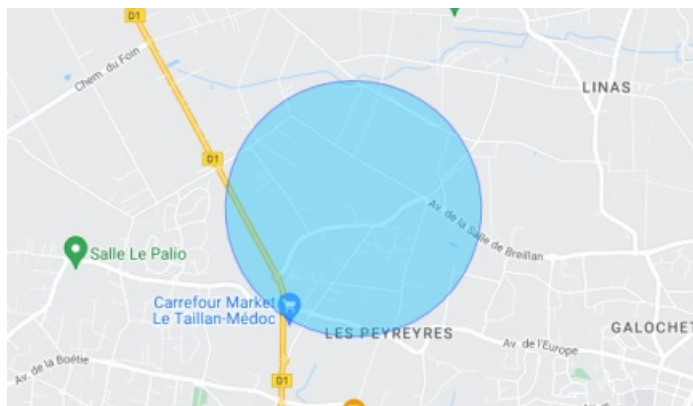 D1
Chem. du Foin
LINAS
D1
Av. de la Salle de Breillan
Salle Le Palio
Carrefour Market
Le Taillan-Médoc
LES PEYREYRES
GALOCHET
Av. de l'Europe
Av. de la Boétie
D1